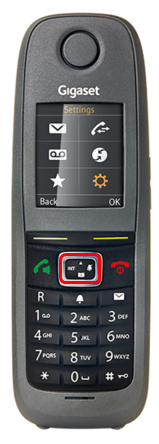 Gigaset
Settings
Back OK
INT
R
1 2 ABC 3 DEF
4 GHI 5 JKL 6 MNO
7 PQRS 8 TUV 9 WXYZ
* 0 #